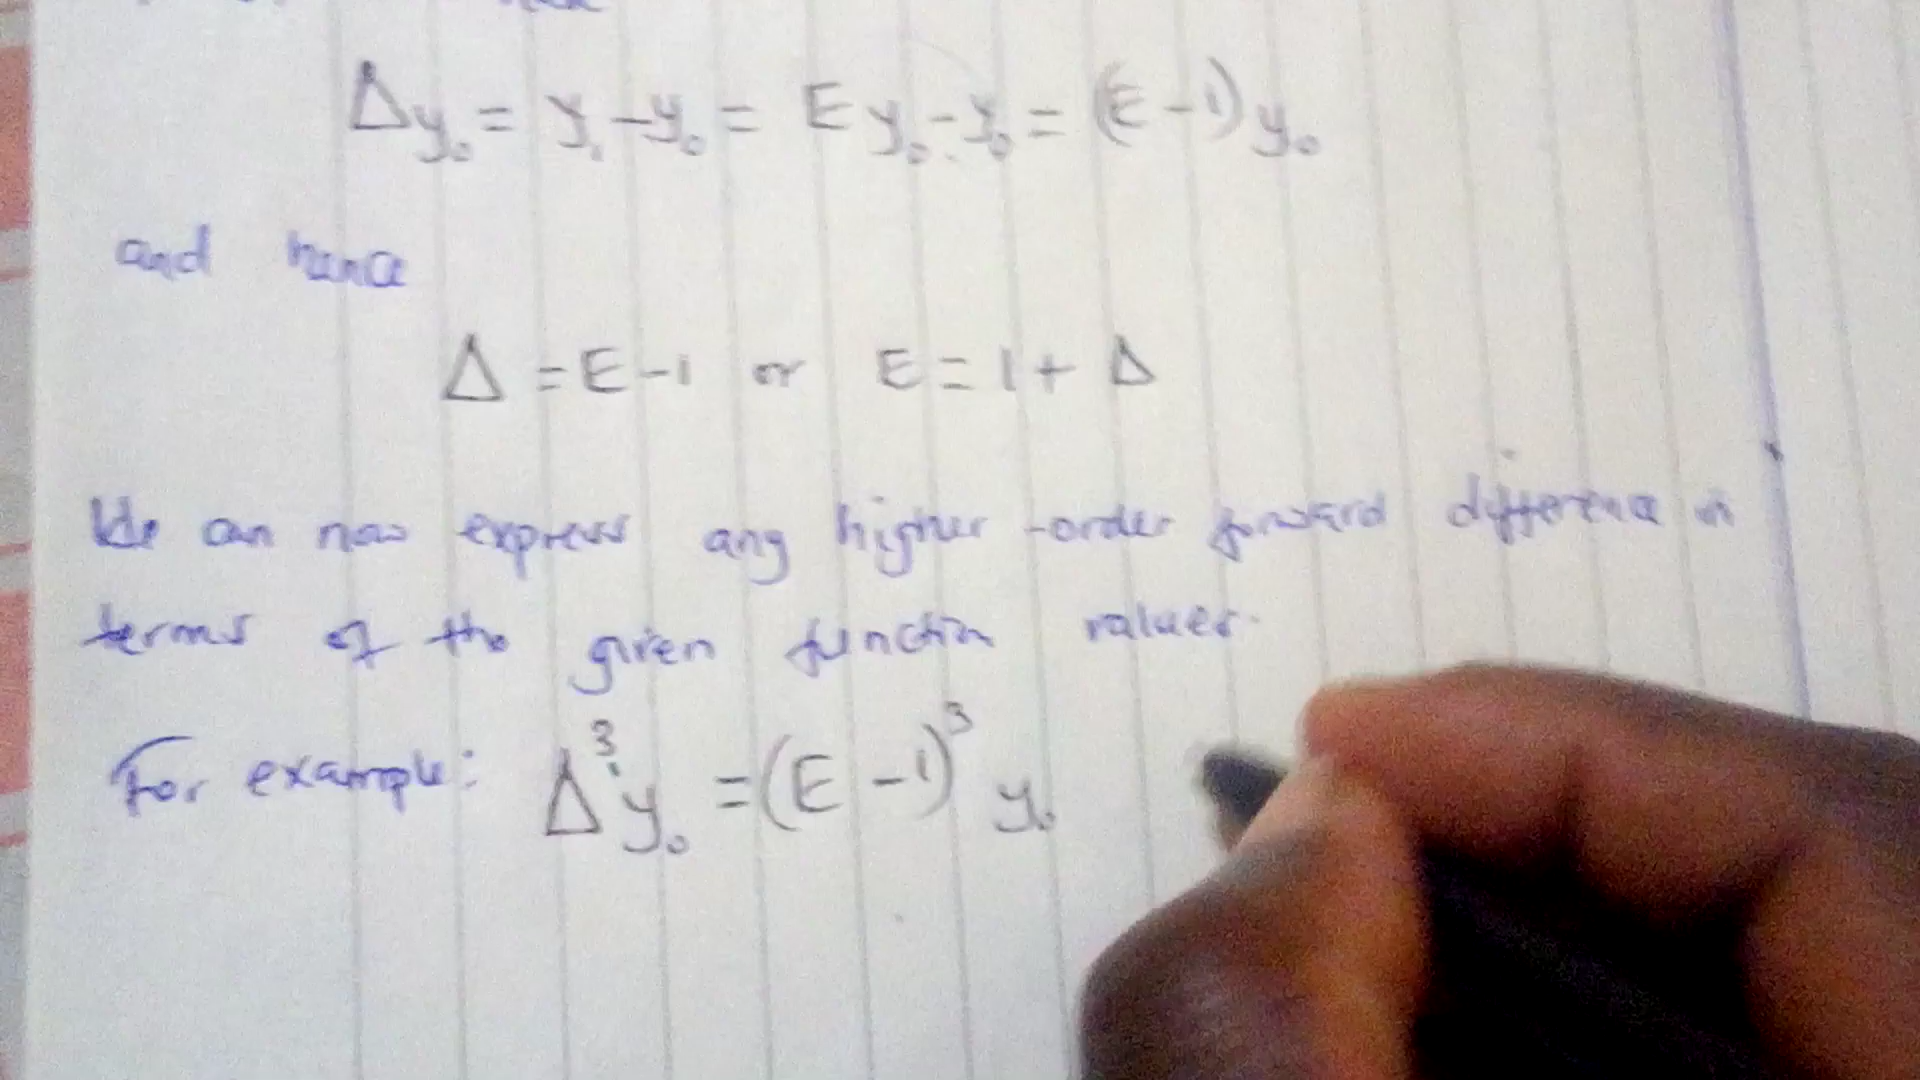 Δy₀ = y₁ - y₀ = E y₀ - y₀ = (E - 1) y₀
and hence
Δ = E - 1 or E = 1 + Δ
We can now express any higher-order forward difference in
terms of the given function values.
For example: Δ³y₀ = (E - 1)³ y₀